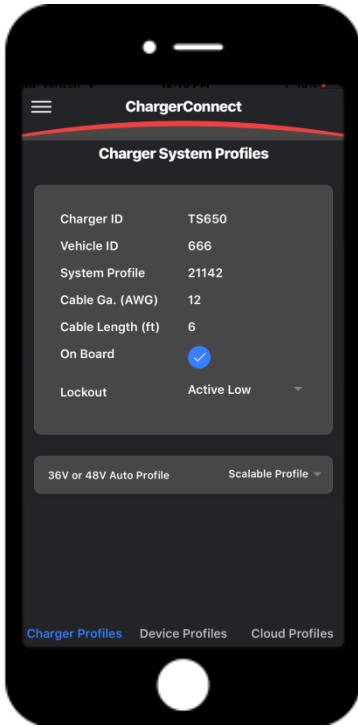 ChargerConnect
Charger System Profiles
Charger ID TS650
Vehicle ID 666
System Profile 21142
Cable Ga. (AWG) 12
Cable Length (ft) 6
On Board
Lockout Active Low
36V or 48V Auto Profile Scalable Profile
Charger Profiles Device Profiles Cloud Profiles